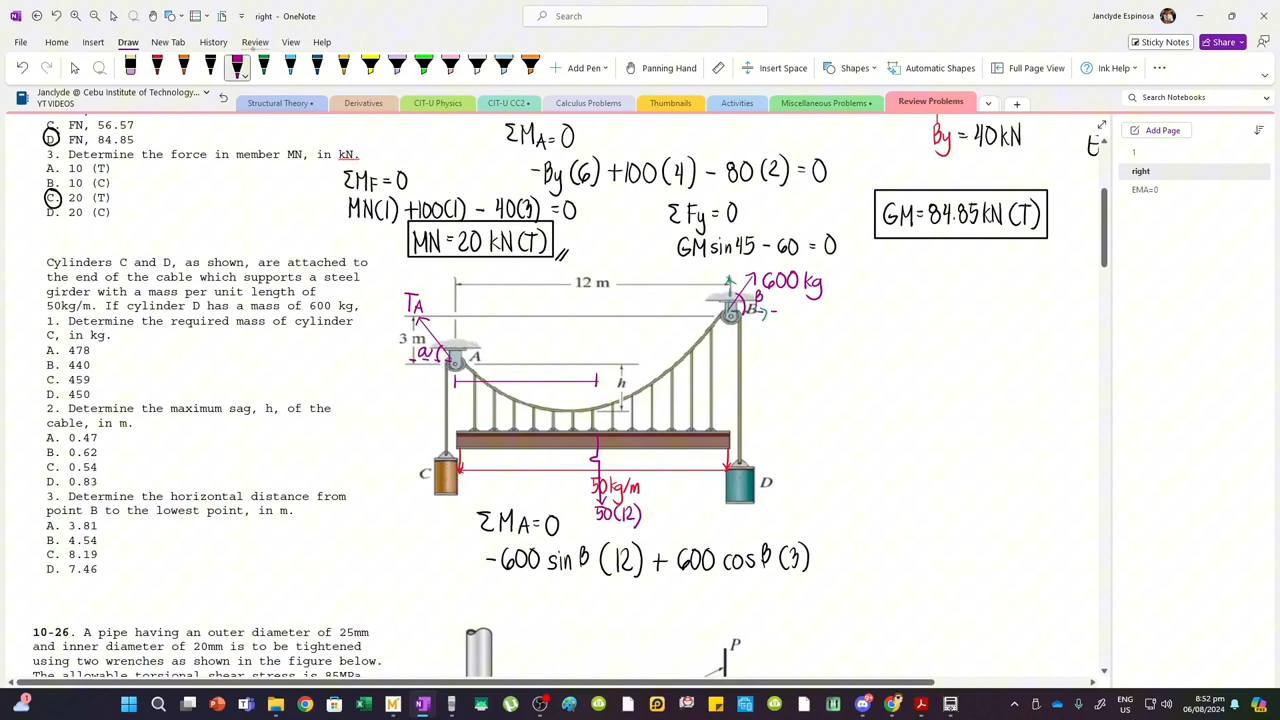 right - OneNote
Search
Janclyde Espinosa
File Home Insert Draw New Tab History Review View Help
Sticky Notes
Share
Add Pen
Panning Hand
Insert Space
Shapes
Automatic Shapes
Full Page View
Ink Help
Janclyde @ Cebu Institute of Technology...
YT VIDEOS
Structural Theory
Derivatives
CIT-U Physics
CIT-U CC2
Calculus Problems
Thumbnails
Activities
Miscellaneous Problems
Review Problems
Search Notebooks
Add Page
1
right
EMA=0
C. FN, 56.57
D. FN, 84.85
3. Determine the force in member MN, in kN.
A. 10 (T)
B. 10 (C)
C. 20 (T)
D. 20 (C)
ΣMF=0
MN(1)+100(1) - 40(3)=0
MN=20 kN(T)
ΣMA=0
-By(6)+100(4)-80(2)=0
ΣFy=0
GM sin45 - 60 = 0
By = 40kN
GM=84.85kN(T)
Cylinders C and D, as shown, are attached to
the end of the cable which supports a steel
girder with a mass per unit length of
50kg/m. If cylinder D has a mass of 600 kg,
1. Determine the required mass of cylinder
C, in kg.
A. 478
B. 440
C. 459
D. 450
2. Determine the maximum sag, h, of the
cable, in m.
A. 0.47
B. 0.62
C. 0.54
D. 0.83
3. Determine the horizontal distance from
point B to the lowest point, in m.
A. 3.81
B. 4.54
C. 8.19
D. 7.46
12 m
600kg
β
B
TA
3 m
α
A
h
C
D
50kg/m
50(12)
ΣMA=0
-600 sinβ (12) + 600 cosβ (3)
10-26. A pipe having an outer diameter of 25mm
and inner diameter of 20mm is to be tightened
using two wrenches as shown in the figure below.
The allowable torsional shear stress is 85MPa
P
ENG
US
8:52 pm
06/08/2024